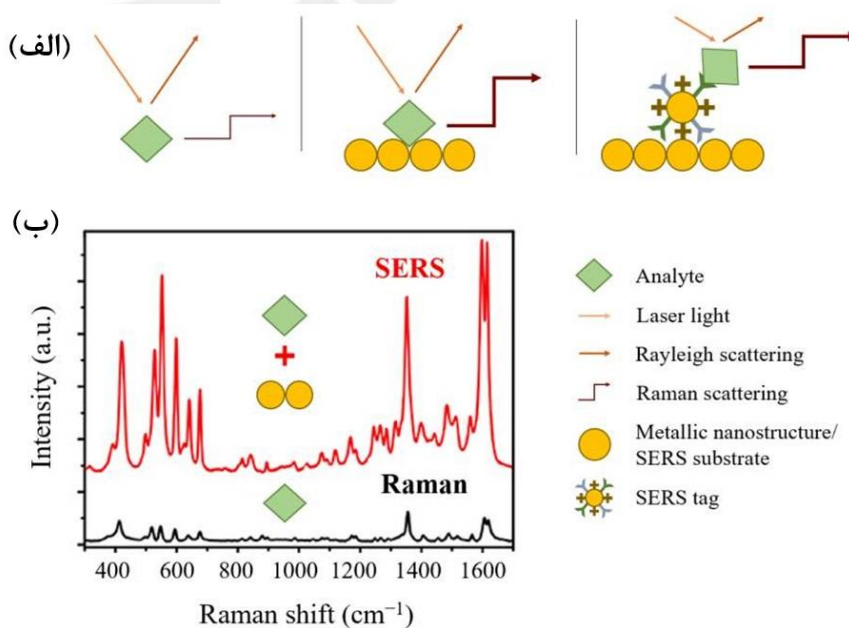 (الف)
(ب)
SERS
Raman
Intensity (a.u.)
400 600 800 1000 1200 1400 1600
Raman shift (cm⁻¹)
Analyte
Laser light
Rayleigh scattering
Raman scattering
Metallic nanostructure/
SERS substrate
SERS tag